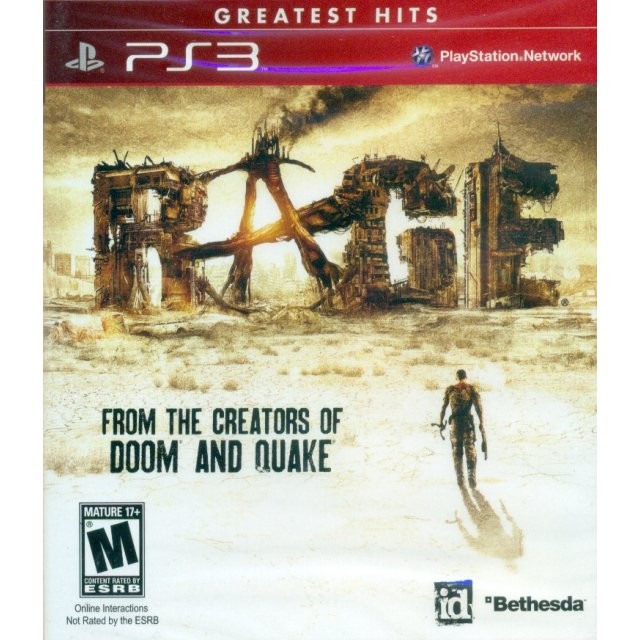 GREATEST HITS
PS3
PlayStation®Network
RAGE®
FROM THE CREATORS OF
DOOM® AND QUAKE®
MATURE 17+
M®
CONTENT RATED BY
ESRB
Online Interactions
Not Rated by the ESRB
id
Bethesda®